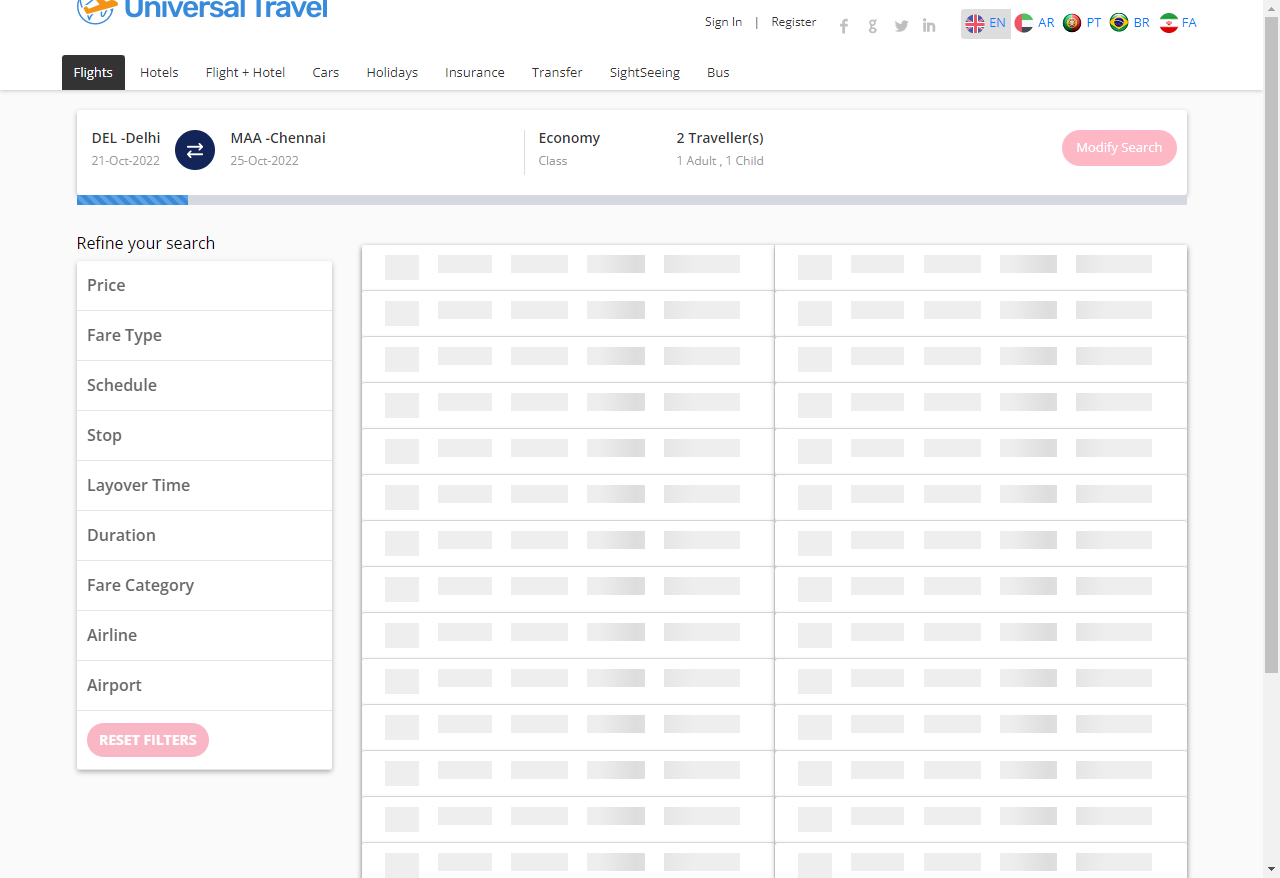 Universal Travel
Sign In | Register
EN AR PT BR FA
Flights Hotels Flight + Hotel Cars Holidays Insurance Transfer SightSeeing Bus
DEL -Delhi MAA -Chennai Economy 2 Traveller(s)
21-Oct-2022 25-Oct-2022 Class 1 Adult , 1 Child
Modify Search
Refine your search
Price
Fare Type
Schedule
Stop
Layover Time
Duration
Fare Category
Airline
Airport
RESET FILTERS